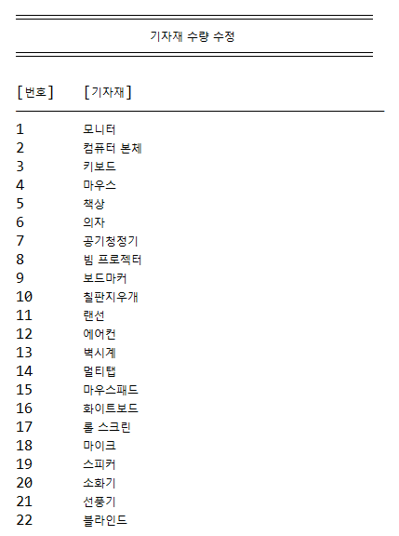 기자재 수량 수정
[번호] [기자재]
1 모니터
2 컴퓨터 본체
3 키보드
4 마우스
5 책상
6 의자
7 공기청정기
8 빔 프로젝터
9 보드마커
10 칠판지우개
11 랜선
12 에어컨
13 벽시계
14 멀티탭
15 마우스패드
16 화이트보드
17 롤 스크린
18 마이크
19 스피커
20 소화기
21 선풍기
22 블라인드